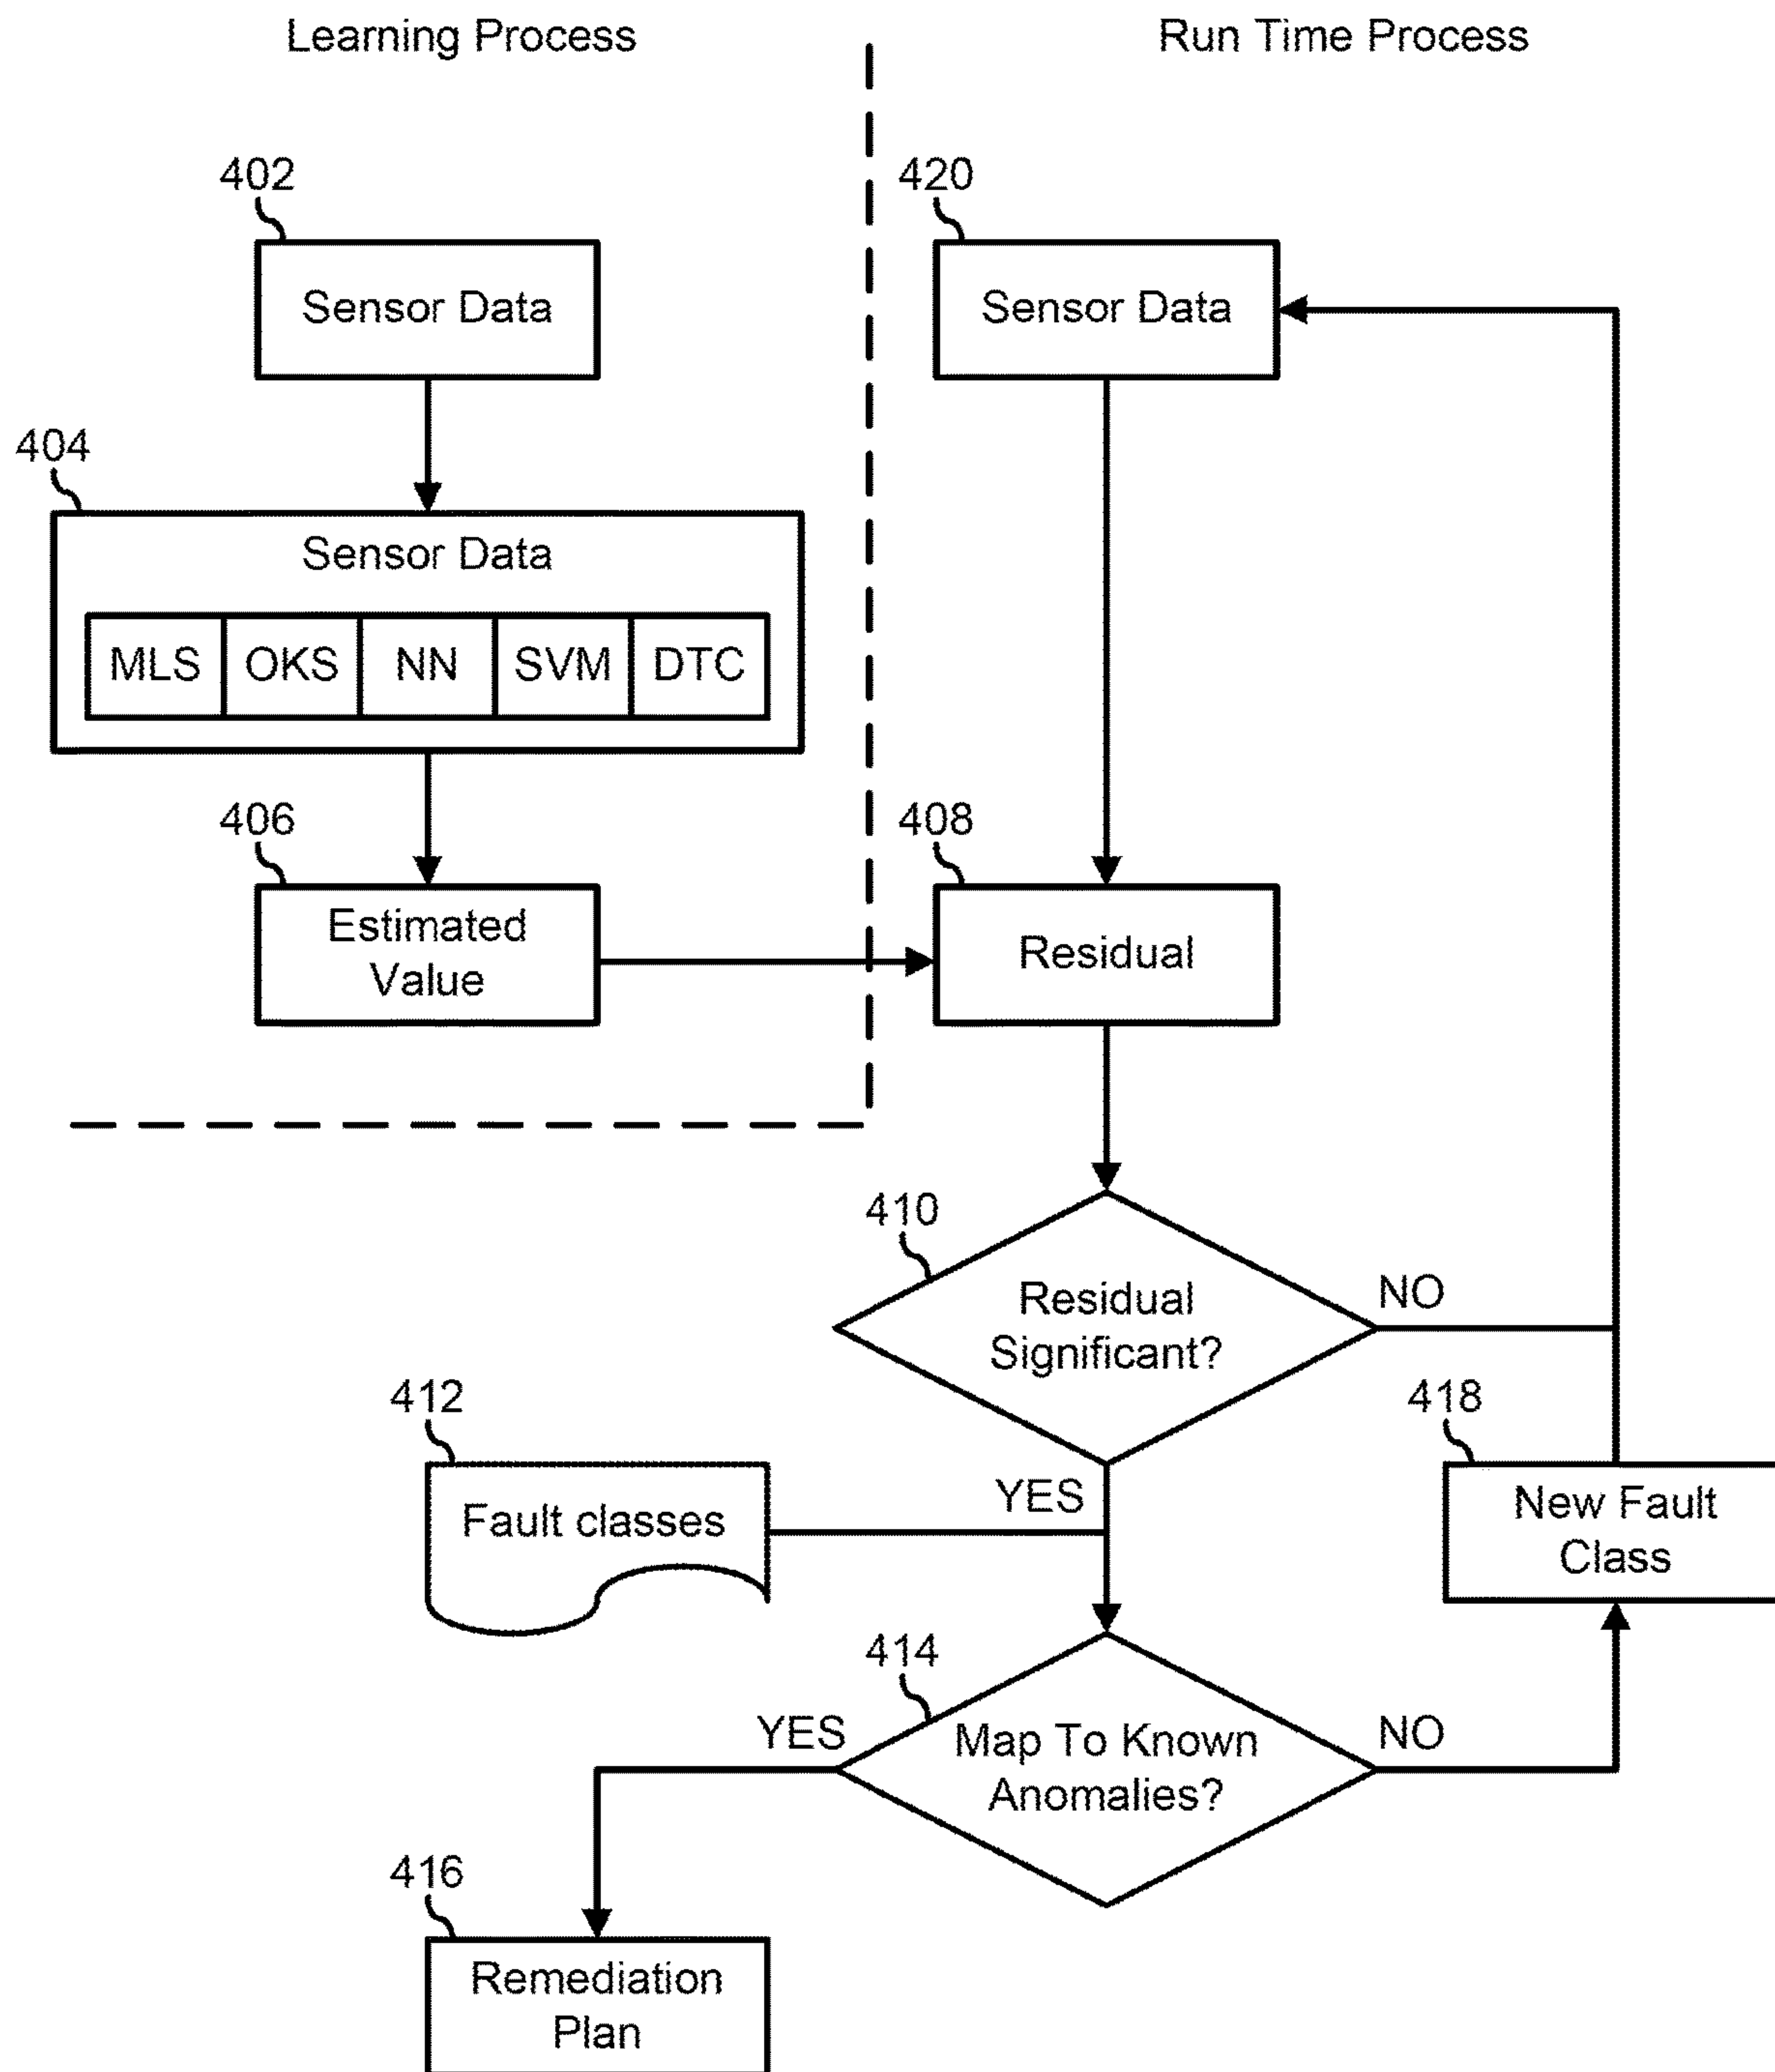 Learning Process
Run Time Process
402
420
Sensor Data
Sensor Data
404
Sensor Data
MLS OKS NN SVM DTC
406
408
Estimated
Value
Residual
410
Residual
Significant?
NO
412
418
YES
Fault classes
New Fault
Class
414
YES
Map To Known
Anomalies?
NO
416
Remediation
Plan